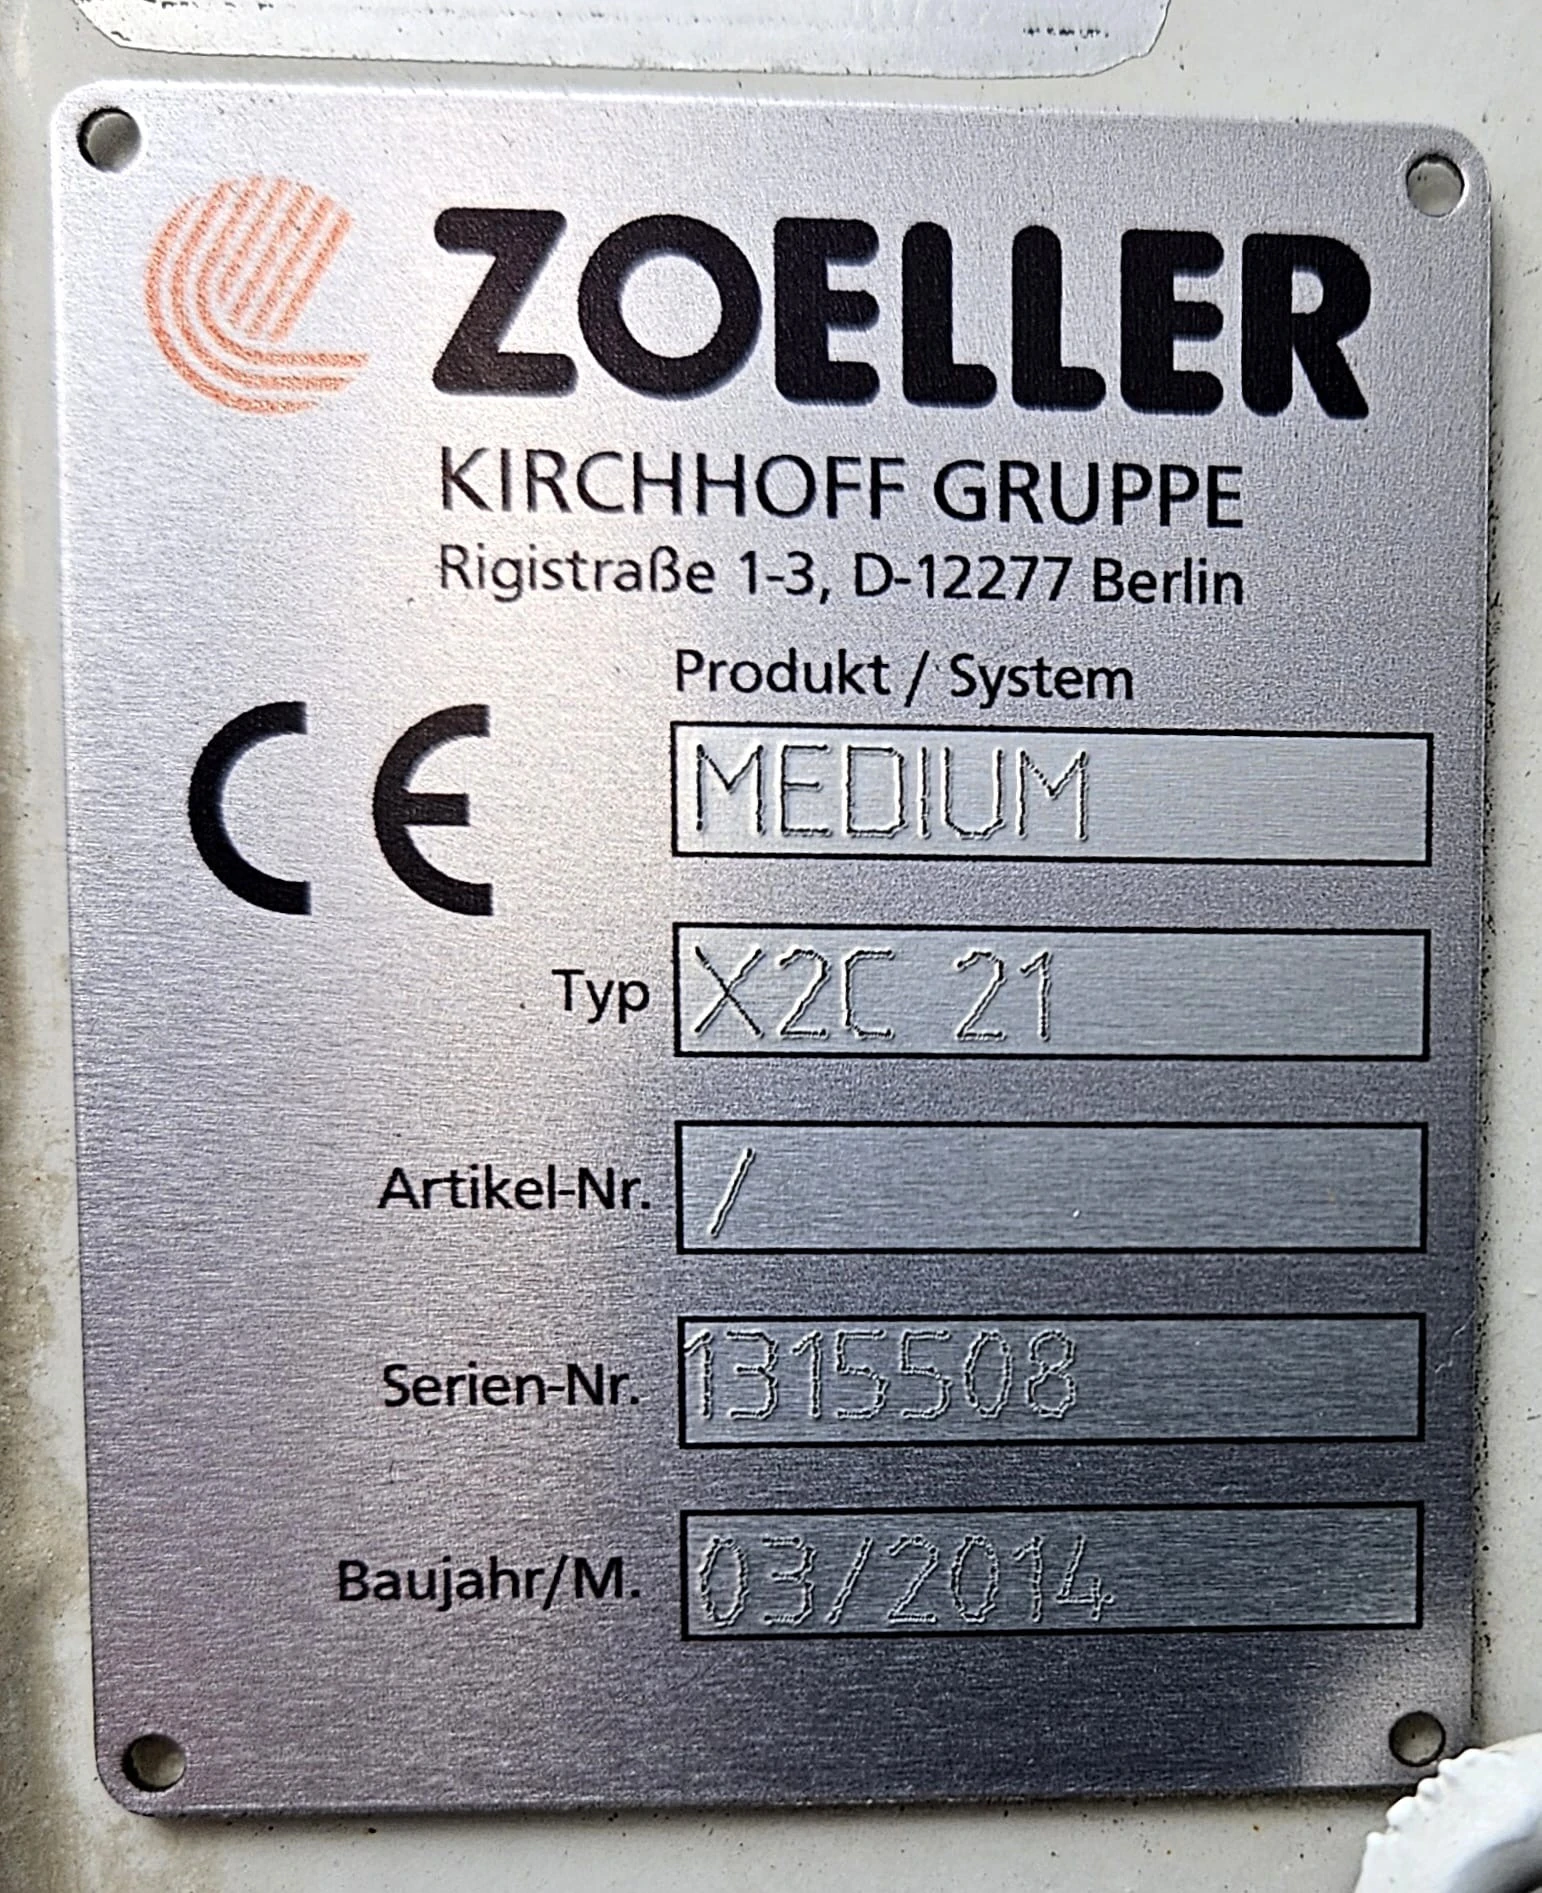 ZOELLER
KIRCHHOFF GRUPPE
Rigistraße 1-3, D-12277 Berlin
Produkt / System
CE
MEDIUM
Typ X2C 21
Artikel-Nr. /
Serien-Nr. 1315508
Baujahr/M. 03/2014